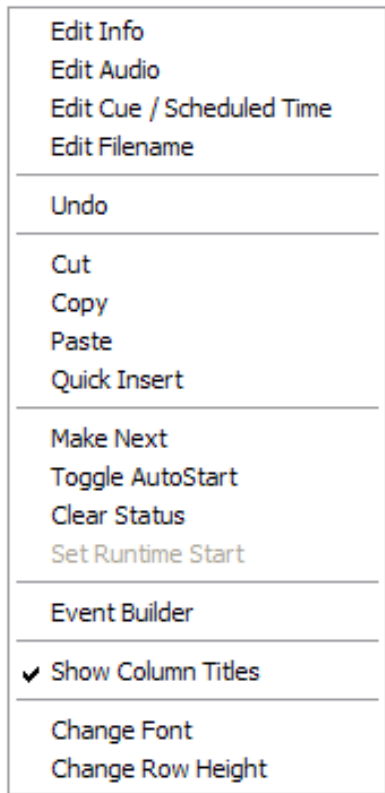 Edit Info
Edit Audio
Edit Cue / Scheduled Time
Edit Filename
Undo
Cut
Copy
Paste
Quick Insert
Make Next
Toggle AutoStart
Clear Status
Set Runtime Start
Event Builder
Show Column Titles
Change Font
Change Row Height